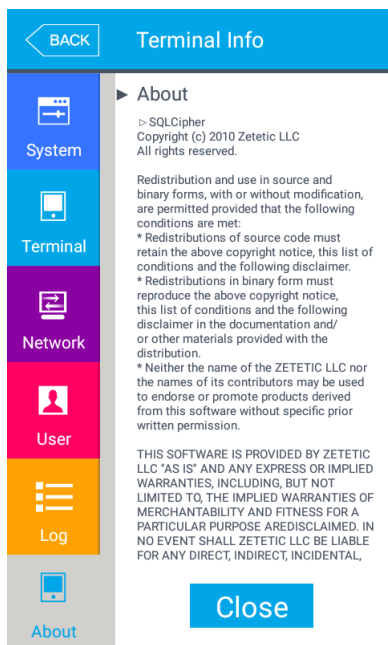 BACK
Terminal Info
System
Terminal
Network
User
Log
About
► About
▷ SQLCipher
Copyright (c) 2010 Zetetic LLC
All rights reserved.
Redistribution and use in source and
binary forms, with or without modification,
are permitted provided that the following
conditions are met:
* Redistributions of source code must
retain the above copyright notice, this list of
conditions and the following disclaimer.
* Redistributions in binary form must
reproduce the above copyright notice,
this list of conditions and the following
disclaimer in the documentation and/
or other materials provided with the
distribution.
* Neither the name of the ZETETIC LLC nor
the names of its contributors may be used
to endorse or promote products derived
from this software without specific prior
written permission.
THIS SOFTWARE IS PROVIDED BY ZETETIC
LLC "AS IS" AND ANY EXPRESS OR IMPLIED
WARRANTIES, INCLUDING, BUT NOT
LIMITED TO, THE IMPLIED WARRANTIES OF
MERCHANTABILITY AND FITNESS FOR A
PARTICULAR PURPOSE AREDISCLAIMED. IN
NO EVENT SHALL ZETETIC LLC BE LIABLE
FOR ANY DIRECT, INDIRECT, INCIDENTAL,
Close